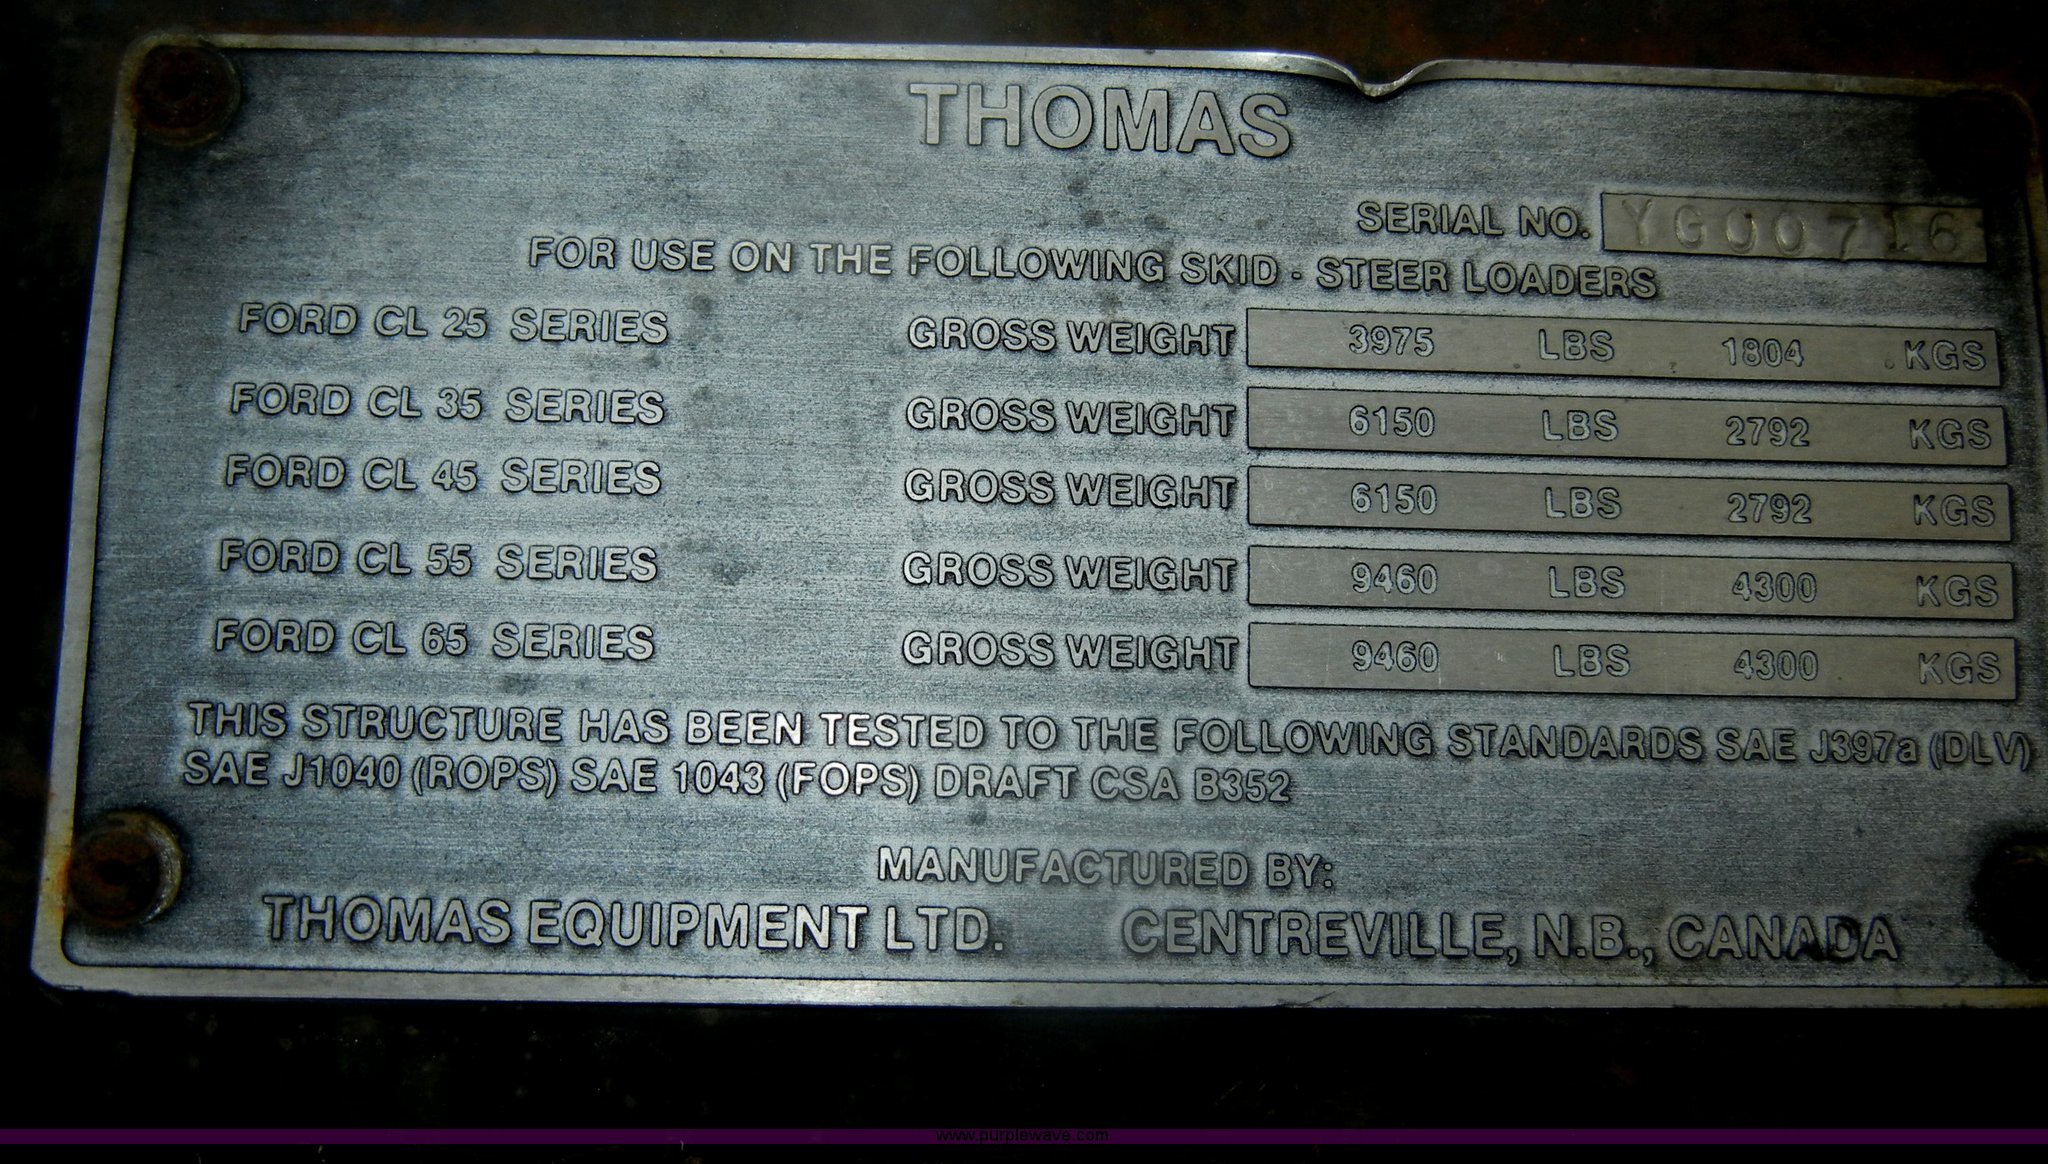 THOMAS
SERIAL NO. YG00716
FOR USE ON THE FOLLOWING SKID - STEER LOADERS
FORD CL 25 SERIES GROSS WEIGHT 3975 LBS 1804 KGS
FORD CL 35 SERIES GROSS WEIGHT 6150 LBS 2792 KGS
FORD CL 45 SERIES GROSS WEIGHT 6150 LBS 2792 KGS
FORD CL 55 SERIES GROSS WEIGHT 9460 LBS 4300 KGS
FORD CL 65 SERIES GROSS WEIGHT 9460 LBS 4300 KGS
THIS STRUCTURE HAS BEEN TESTED TO THE FOLLOWING STANDARDS SAE J397a (DLV)
SAE J1040 (ROPS) SAE 1043 (FOPS) DRAFT CSA B352
MANUFACTURED BY:
THOMAS EQUIPMENT LTD. CENTREVILLE, N.B., CANADA
www.purplewave.com